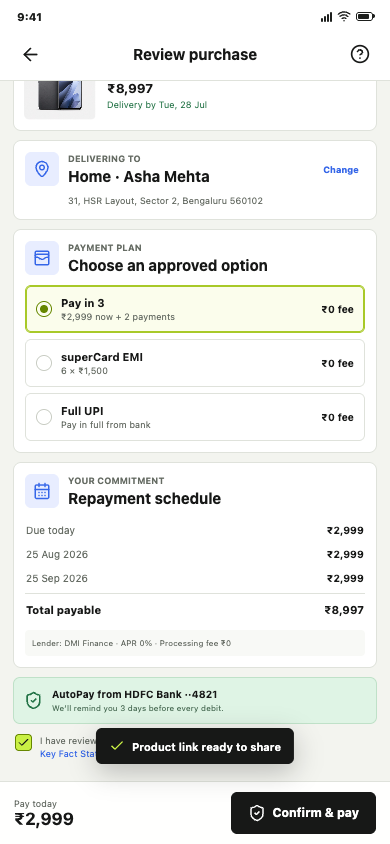 9:41
Review purchase
₹8,997
Delivery by Tue, 28 Jul
DELIVERING TO
Home · Asha Mehta
Change
31, HSR Layout, Sector 2, Bengaluru 560102
PAYMENT PLAN
Choose an approved option
Pay in 3
₹2,999 now + 2 payments
₹0 fee
superCard EMI
6 × ₹1,500
₹0 fee
Full UPI
Pay in full from bank
₹0 fee
YOUR COMMITMENT
Repayment schedule
Due today ₹2,999
25 Aug 2026 ₹2,999
25 Sep 2026 ₹2,999
Total payable ₹8,997
Lender: DMI Finance · APR 0% · Processing fee ₹0
AutoPay from HDFC Bank ··4821
We'll remind you 3 days before every debit.
I have
Key Fact
Product link ready to share
Pay today
₹2,999
Confirm & pay